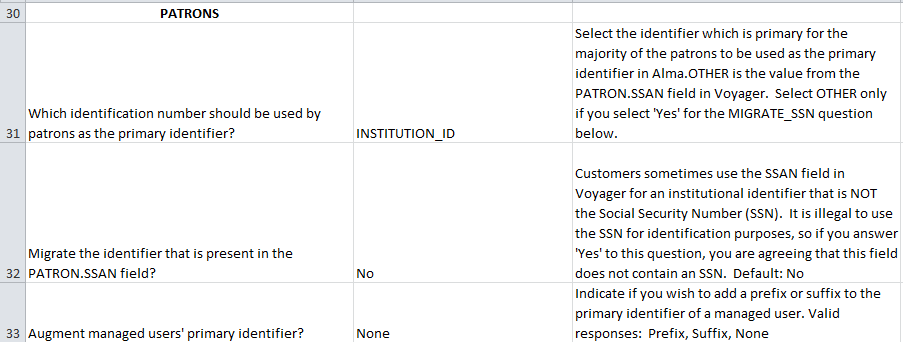 30 PATRONS
Select the identifier which is primary for the
majority of the patrons to be used as the primary
identifier in Alma.OTHER is the value from the
PATRON.SSAN field in Voyager.  Select OTHER only
Which identification number should be used by if you select 'Yes' for the MIGRATE_SSN question
31 patrons as the primary identifier? INSTITUTION_ID below.
Customers sometimes use the SSAN field in
Voyager for an institutional identifier that is NOT
the Social Security Number (SSN).  It is illegal to use
the SSN for identification purposes, so if you answer
Migrate the identifier that is present in the 'Yes' to this question, you are agreeing that this field
32 PATRON.SSAN field? No does not contain an SSN.  Default: No
Indicate if you wish to add a prefix or suffix to the
primary identifier of a managed user. Valid
33 Augment managed users' primary identifier? None responses:  Prefix, Suffix, None